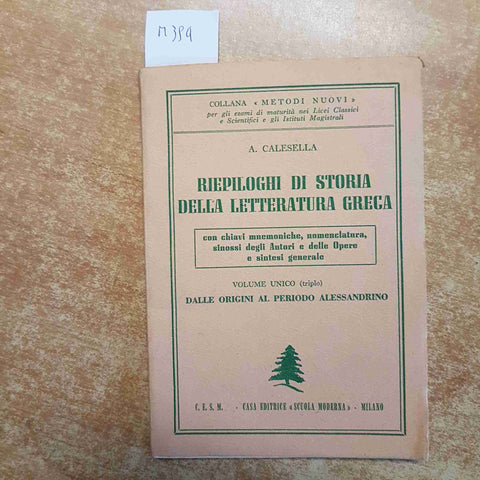 M394
COLLANA « METODI NUOVI »
per gli esami di maturità nei Licei Classici
e Scientifici e gli Istituti Magistrali
A. CALESELLA
RIEPILOGHI DI STORIA
DELLA LETTERATURA GRECA
con chiavi mnemoniche, nomenclatura,
sinossi degli Autori e delle Opere
e sintesi generale
VOLUME UNICO (triplo)
DALLE ORIGINI AL PERIODO ALESSANDRINO
C. E. S. M. - CASA EDITRICE «SCUOLA MODERNA» - MILANO